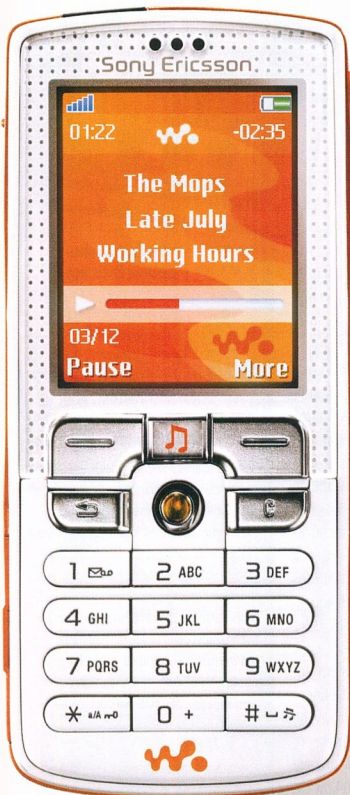 Sony Ericsson
01:22 -02:35
The Mops
Late July
Working Hours
03/12
Pause More
1 2 ABC 3 DEF
4 GHI 5 JKL 6 MNO
7 PQRS 8 TUV 9 WXYZ
* a/A 0 + #